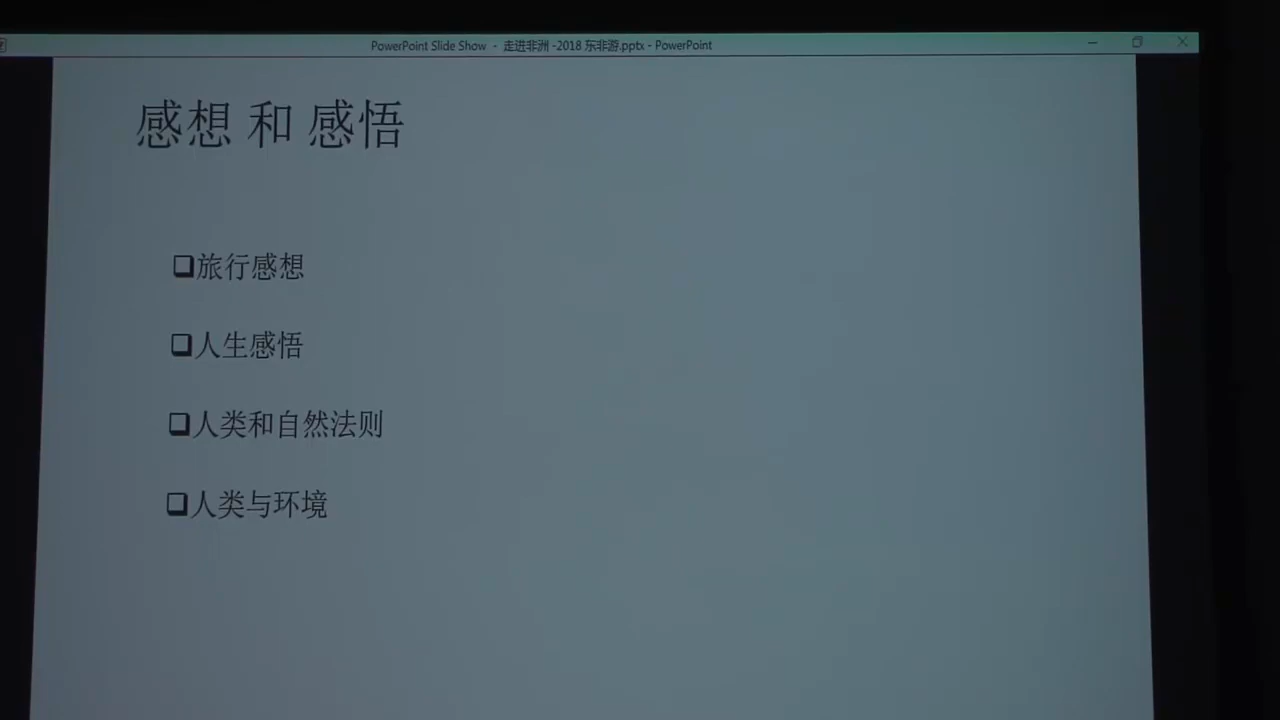 PowerPoint Slide Show - 走进非洲 -2018 东非游.pptx - PowerPoint
感想 和 感悟
❑旅行感想
❑人生感悟
❑人类和自然法则
❑人类与环境